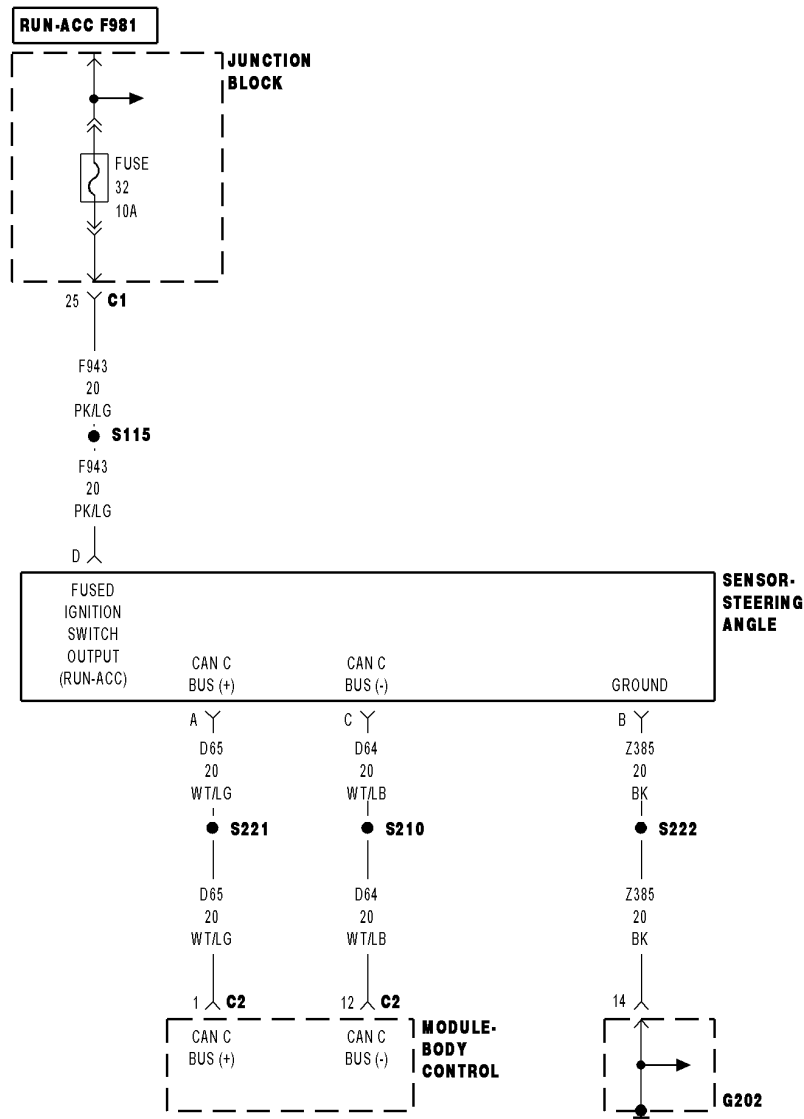 RUN-ACC F981
JUNCTION
BLOCK
FUSE
32
10A
25 C1
F943
20
PK/LG
S115
F943
20
PK/LG
D
SENSOR-
STEERING
ANGLE
FUSED
IGNITION
SWITCH
OUTPUT
(RUN-ACC)
CAN C
BUS (+)
CAN C
BUS (-)
GROUND
A
C
B
D65
20
WT/LG
D64
20
WT/LB
Z385
20
BK
S221
S210
S222
D65
20
WT/LG
D64
20
WT/LB
Z385
20
BK
1 C2
12 C2
14
CAN C
BUS (+)
CAN C
BUS (-)
MODULE-
BODY
CONTROL
G202